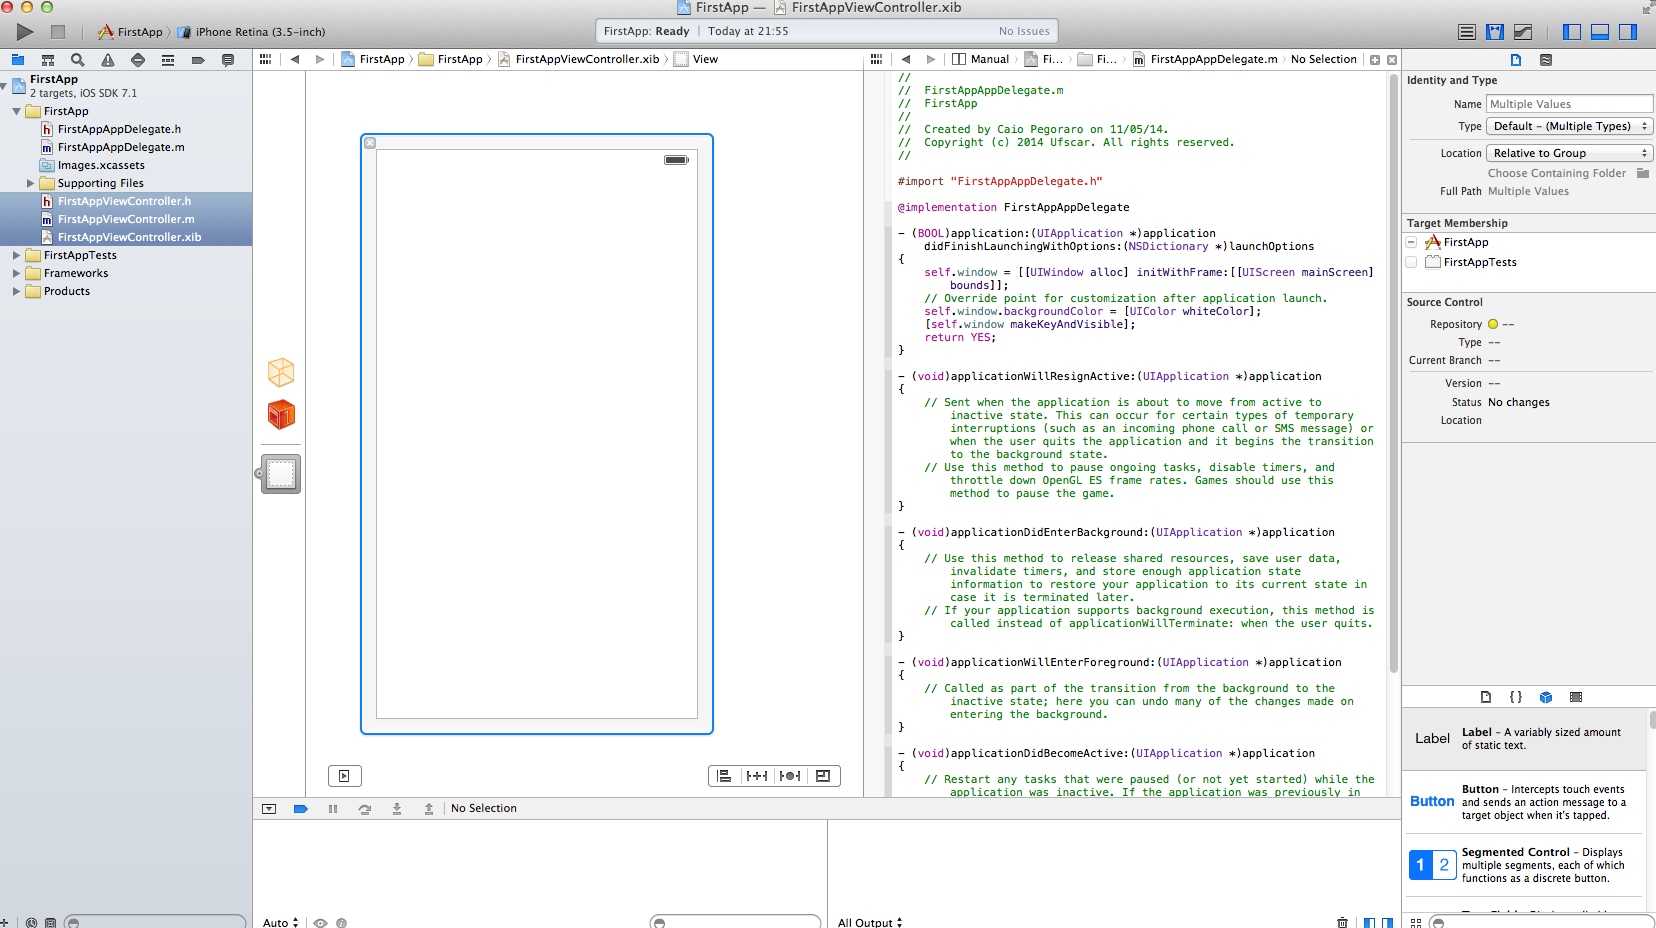 FirstApp — FirstAppViewController.xib
FirstApp iPhone Retina (3.5-inch)
FirstApp: Ready Today at 21:55 No Issues
FirstApp FirstApp FirstAppViewController.xib View
Manual Fi... Fi... FirstAppAppDelegate.m No Selection
FirstApp
2 targets, iOS SDK 7.1
FirstApp
FirstAppAppDelegate.h
FirstAppAppDelegate.m
Images.xcassets
Supporting Files
FirstAppViewController.h
FirstAppViewController.m
FirstAppViewController.xib
FirstAppTests
Frameworks
Products
//
// FirstAppAppDelegate.m
// FirstApp
//
// Created by Caio Pegoraro on 11/05/14.
// Copyright (c) 2014 Ufscar. All rights reserved.
//
#import "FirstAppAppDelegate.h"
@implementation FirstAppAppDelegate
- (BOOL)application:(UIApplication *)application
didFinishLaunchingWithOptions:(NSDictionary *)launchOptions
{
self.window = [[UIWindow alloc] initWithFrame:[[UIScreen mainScreen]
bounds]];
// Override point for customization after application launch.
self.window.backgroundColor = [UIColor whiteColor];
[self.window makeKeyAndVisible];
return YES;
}
- (void)applicationWillResignActive:(UIApplication *)application
{
// Sent when the application is about to move from active to
inactive state. This can occur for certain types of temporary
interruptions (such as an incoming phone call or SMS message) or
when the user quits the application and it begins the transition
to the background state.
// Use this method to pause ongoing tasks, disable timers, and
throttle down OpenGL ES frame rates. Games should use this
method to pause the game.
}
- (void)applicationDidEnterBackground:(UIApplication *)application
{
// Use this method to release shared resources, save user data,
invalidate timers, and store enough application state
information to restore your application to its current state in
case it is terminated later.
// If your application supports background execution, this method is
called instead of applicationWillTerminate: when the user quits.
}
- (void)applicationWillEnterForeground:(UIApplication *)application
{
// Called as part of the transition from the background to the
inactive state; here you can undo many of the changes made on
entering the background.
}
- (void)applicationDidBecomeActive:(UIApplication *)application
{
// Restart any tasks that were paused (or not yet started) while the
application was inactive. If the application was previously in
Identity and Type
Name Multiple Values
Type Default - (Multiple Types)
Location Relative to Group
Choose Containing Folder
Full Path Multiple Values
Target Membership
FirstApp
FirstAppTests
Source Control
Repository --
Type --
Current Branch --
Version --
Status No changes
Location
{ }
Label Label - A variably sized amount
of static text.
Button Button - Intercepts touch events
and sends an action message to a
target object when it's tapped.
1 2 Segmented Control - Displays
multiple segments, each of which
functions as a discrete button.
No Selection
Auto
All Output